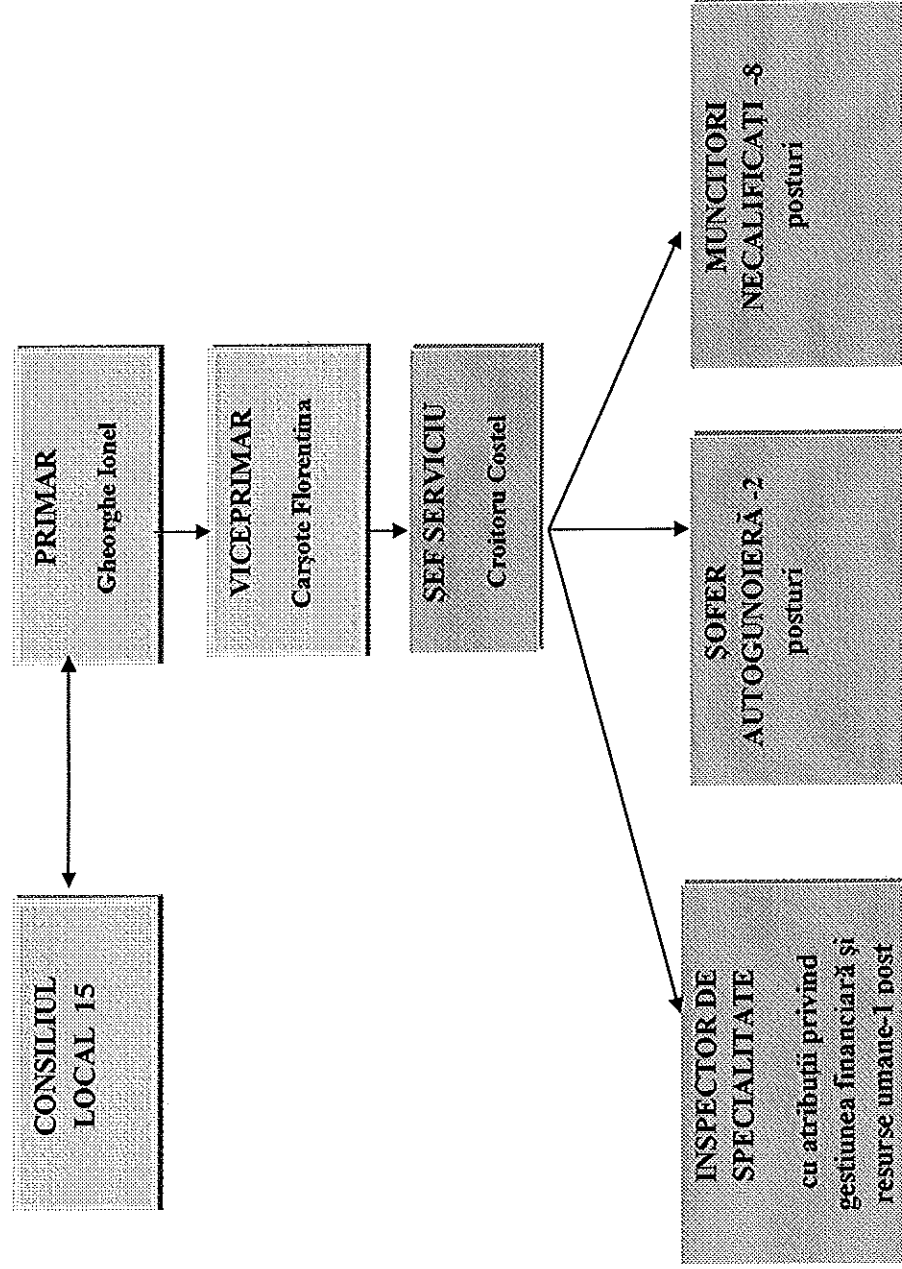 CONSILIUL
LOCAL 15
PRIMAR
Gheorghe Ionel
VICEPRIMAR
Carșote Florentina
ȘEF SERVICIU
Croitoru Costel
INSPECTOR DE
SPECIALITATE
cu atribuții privind
gestiunea financiară și
resurse umane-1 post
ȘOFER
AUTOGUNOIERĂ -2
posturi
MUNCITORI
NECALIFICAȚI -8
posturi